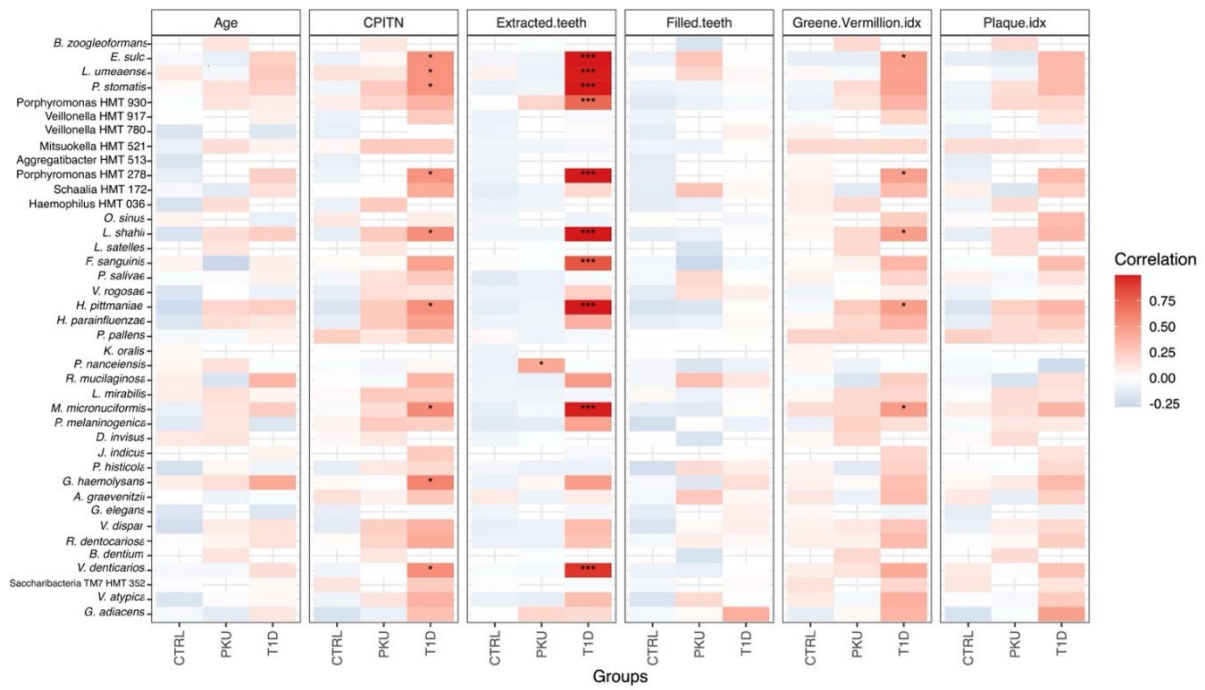 Age CPITN Extracted.teeth Filled.teeth Greene.Vermillion.idx Plaque.idx
B. zoogleoformans
E. sulc
L. umeaense
P. stomatis
Porphyromonas HMT 930
Veillonella HMT 917
Veillonella HMT 780
Mitsuokella HMT 521
Aggregatibacter HMT 513
Porphyromonas HMT 278
Schaalia HMT 172
Haemophilus HMT 036
O. sinus
L. shahii
L. satelles
F. sanguinis
P. salivae
V. rogosae
H. pittmaniae
H. parainfluenzae
P. pallens
K. oralis
P. nanceiensis
R. mucilaginosa
L. mirabilis
M. micronuciformis
P. melaninogenica
D. invisus
J. indicus
P. histicola
G. haemolysans
A. graevenitzii
G. elegans
V. dispar
R. dentocariosa
B. dentium
V. denticarios
Saccharibacteria TM7 HMT 352
V. atypica
G. adiacens
CTRL PKU T1D CTRL PKU T1D CTRL PKU T1D CTRL PKU T1D CTRL PKU T1D CTRL PKU T1D
Groups
Correlation
0.75
0.50
0.25
0.00
-0.25